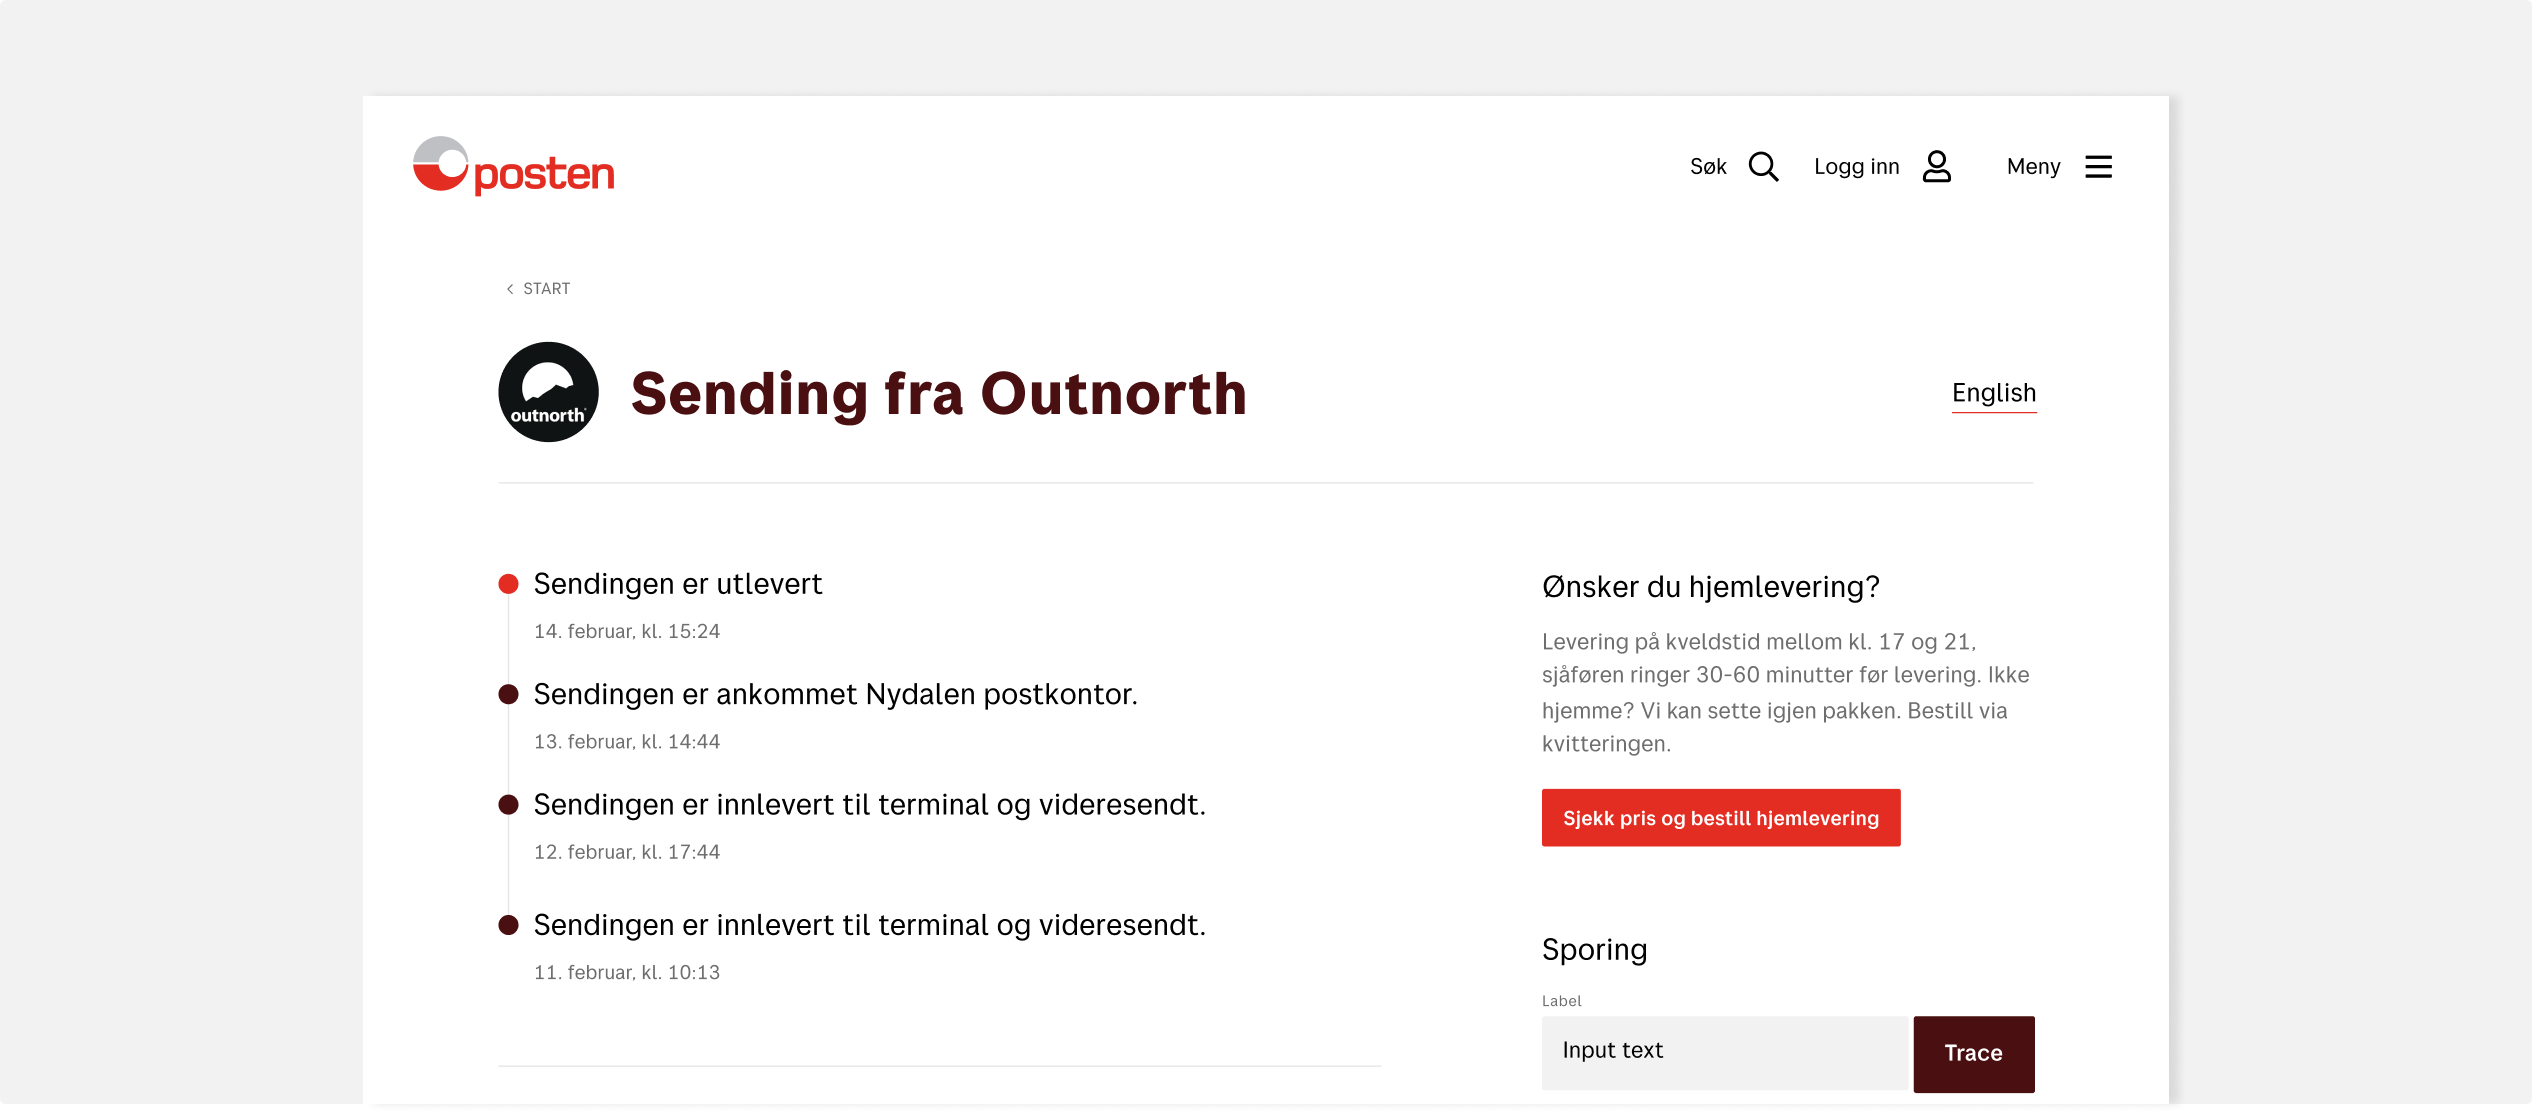 posten
Søk
Logg inn
Meny
START
outnorth
Sending fra Outnorth
English
Sendingen er utlevert
14. februar, kl. 15:24
Sendingen er ankommet Nydalen postkontor.
13. februar, kl. 14:44
Sendingen er innlevert til terminal og videresendt.
12. februar, kl. 17:44
Sendingen er innlevert til terminal og videresendt.
11. februar, kl. 10:13
Ønsker du hjemlevering?
Levering på kveldstid mellom kl. 17 og 21,
sjåføren ringer 30-60 minutter før levering. Ikke
hjemme? Vi kan sette igjen pakken. Bestill via
kvitteringen.
Sjekk pris og bestill hjemlevering
Sporing
Label
Input text
Trace